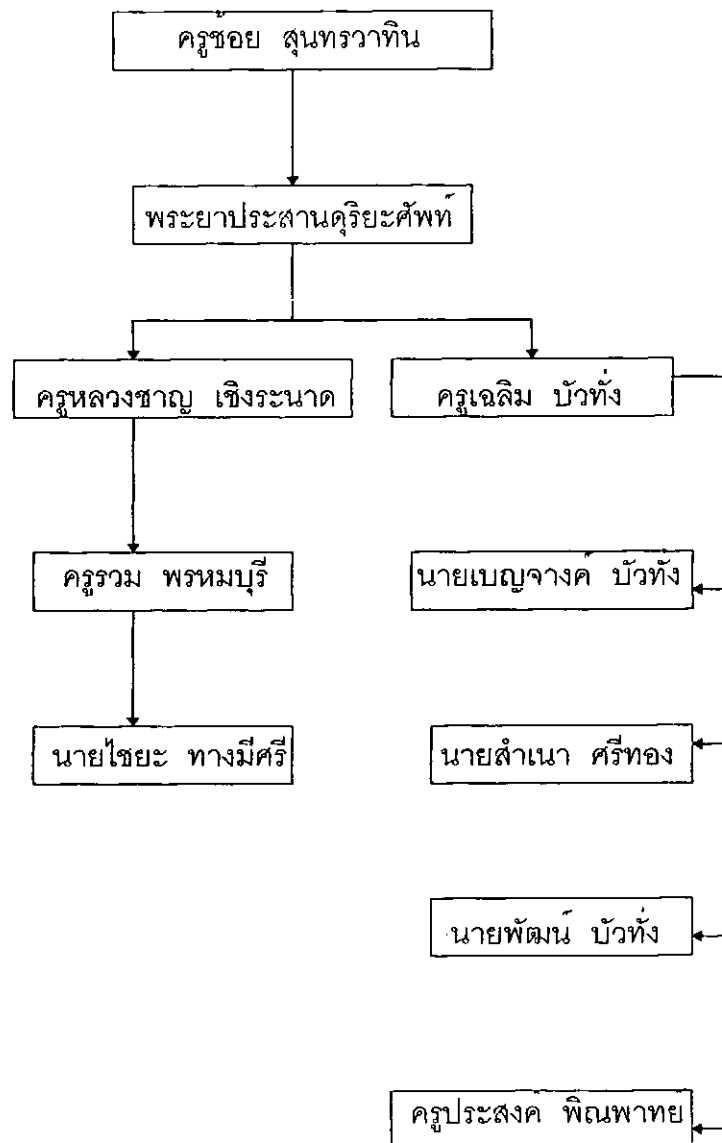 ครูช้อย สุนทรวาทิน
พระยาประสานดุริยะศัพท์
ครูหลวงชาญ เชิงระนาด
ครูเฉลิม บัวทั่ง
ครูรวม พรหมบุรี
นายเบญจางค์ บัวทั่ง
นายไชยะ ทางมีศรี
นายสำเนา ศรีทอง
นายพัฒน์ บัวทั่ง
ครูประสงค์ พิณพาทย์